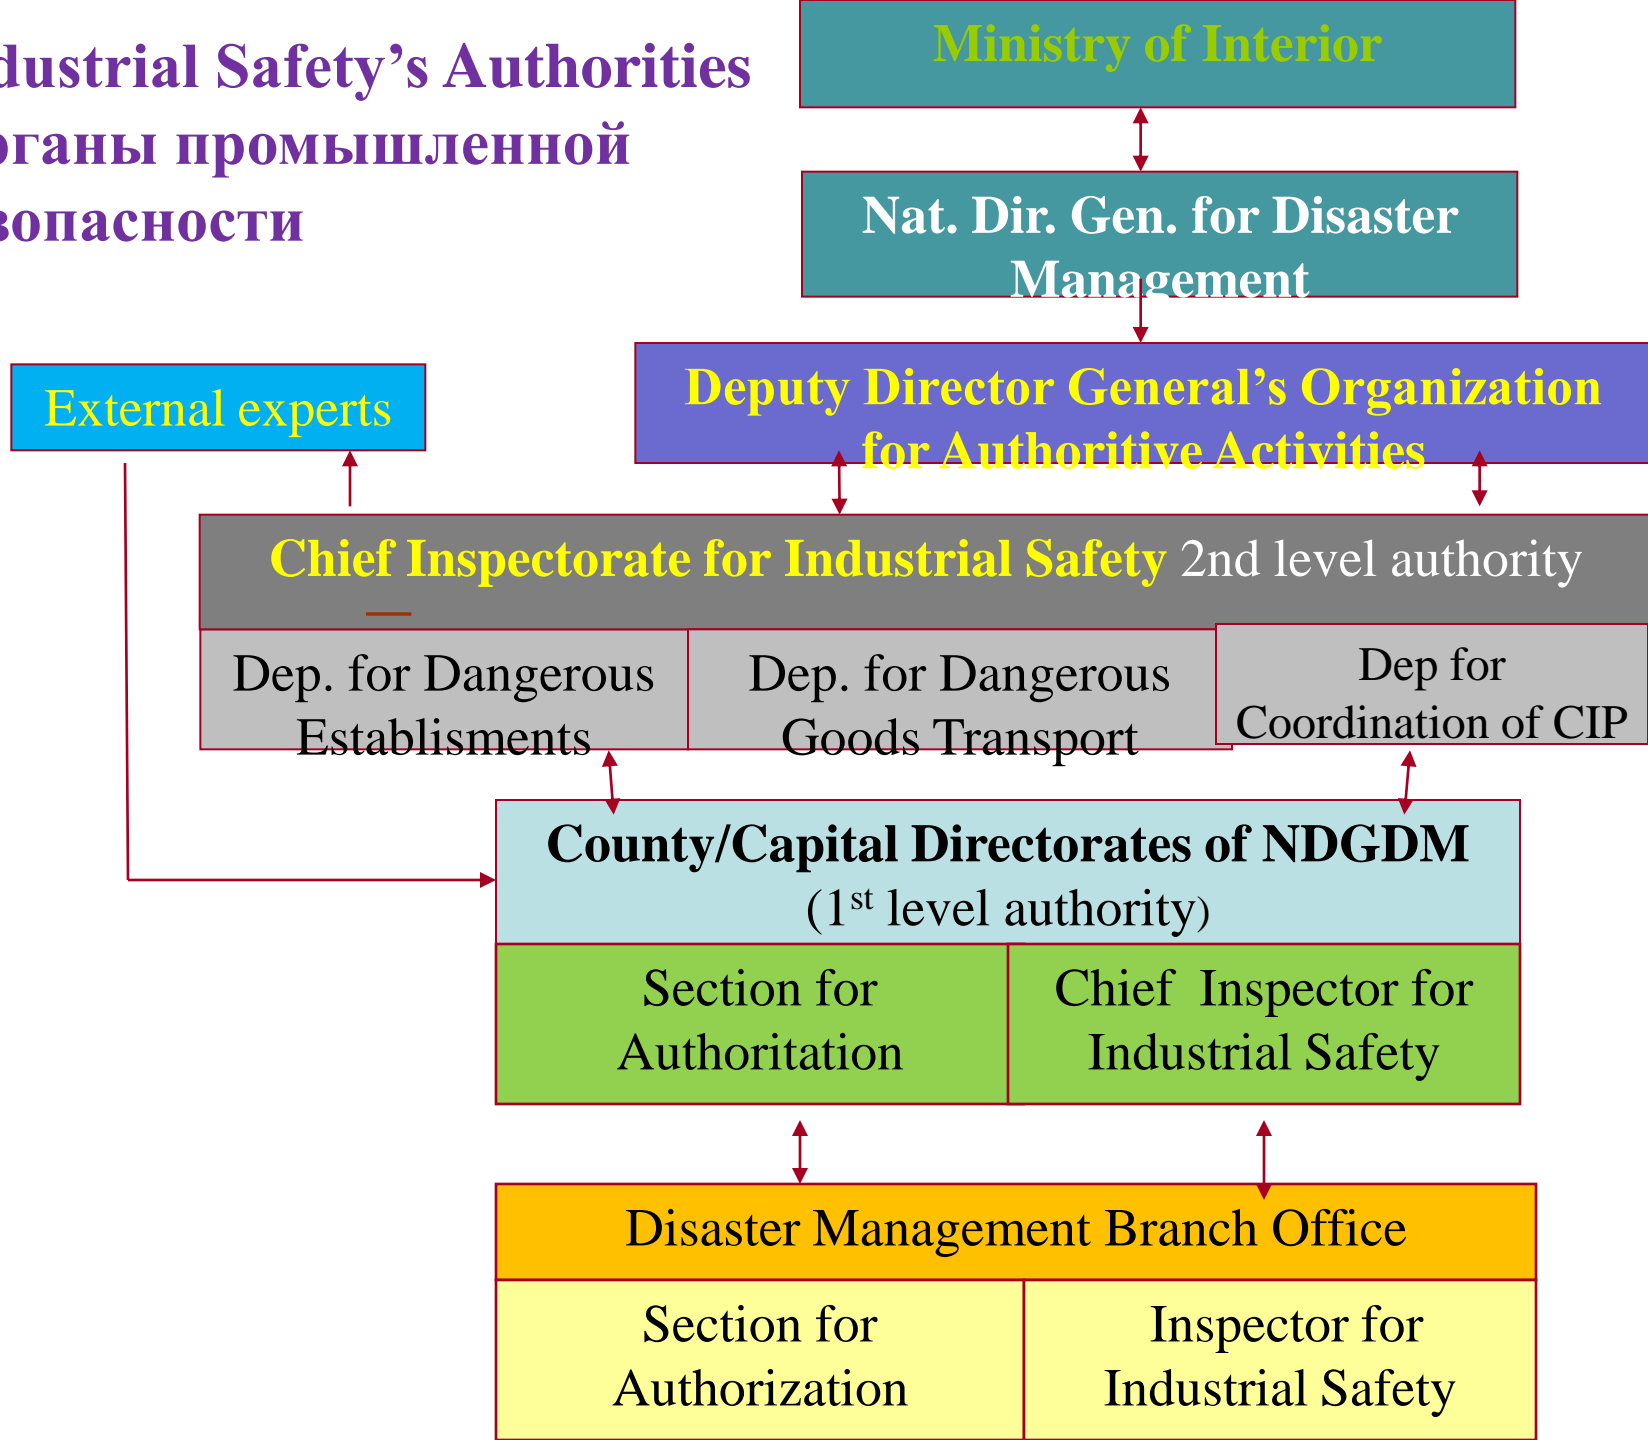 dustrial Safety’s Authorities
рганы промышленной
зопасности
Ministry of Interior
Nat. Dir. Gen. for Disaster
Management
Deputy Director General’s Organization
for Authoritive Activities
External experts
Chief Inspectorate for Industrial Safety 2nd level authority
Dep. for Dangerous
Establisments
Dep. for Dangerous
Goods Transport
Dep for
Coordination of CIP
County/Capital Directorates of NDGDM
(1st level authority)
Section for
Authoritation
Chief Inspector for
Industrial Safety
Disaster Management Branch Office
Section for
Authorization
Inspector for
Industrial Safety